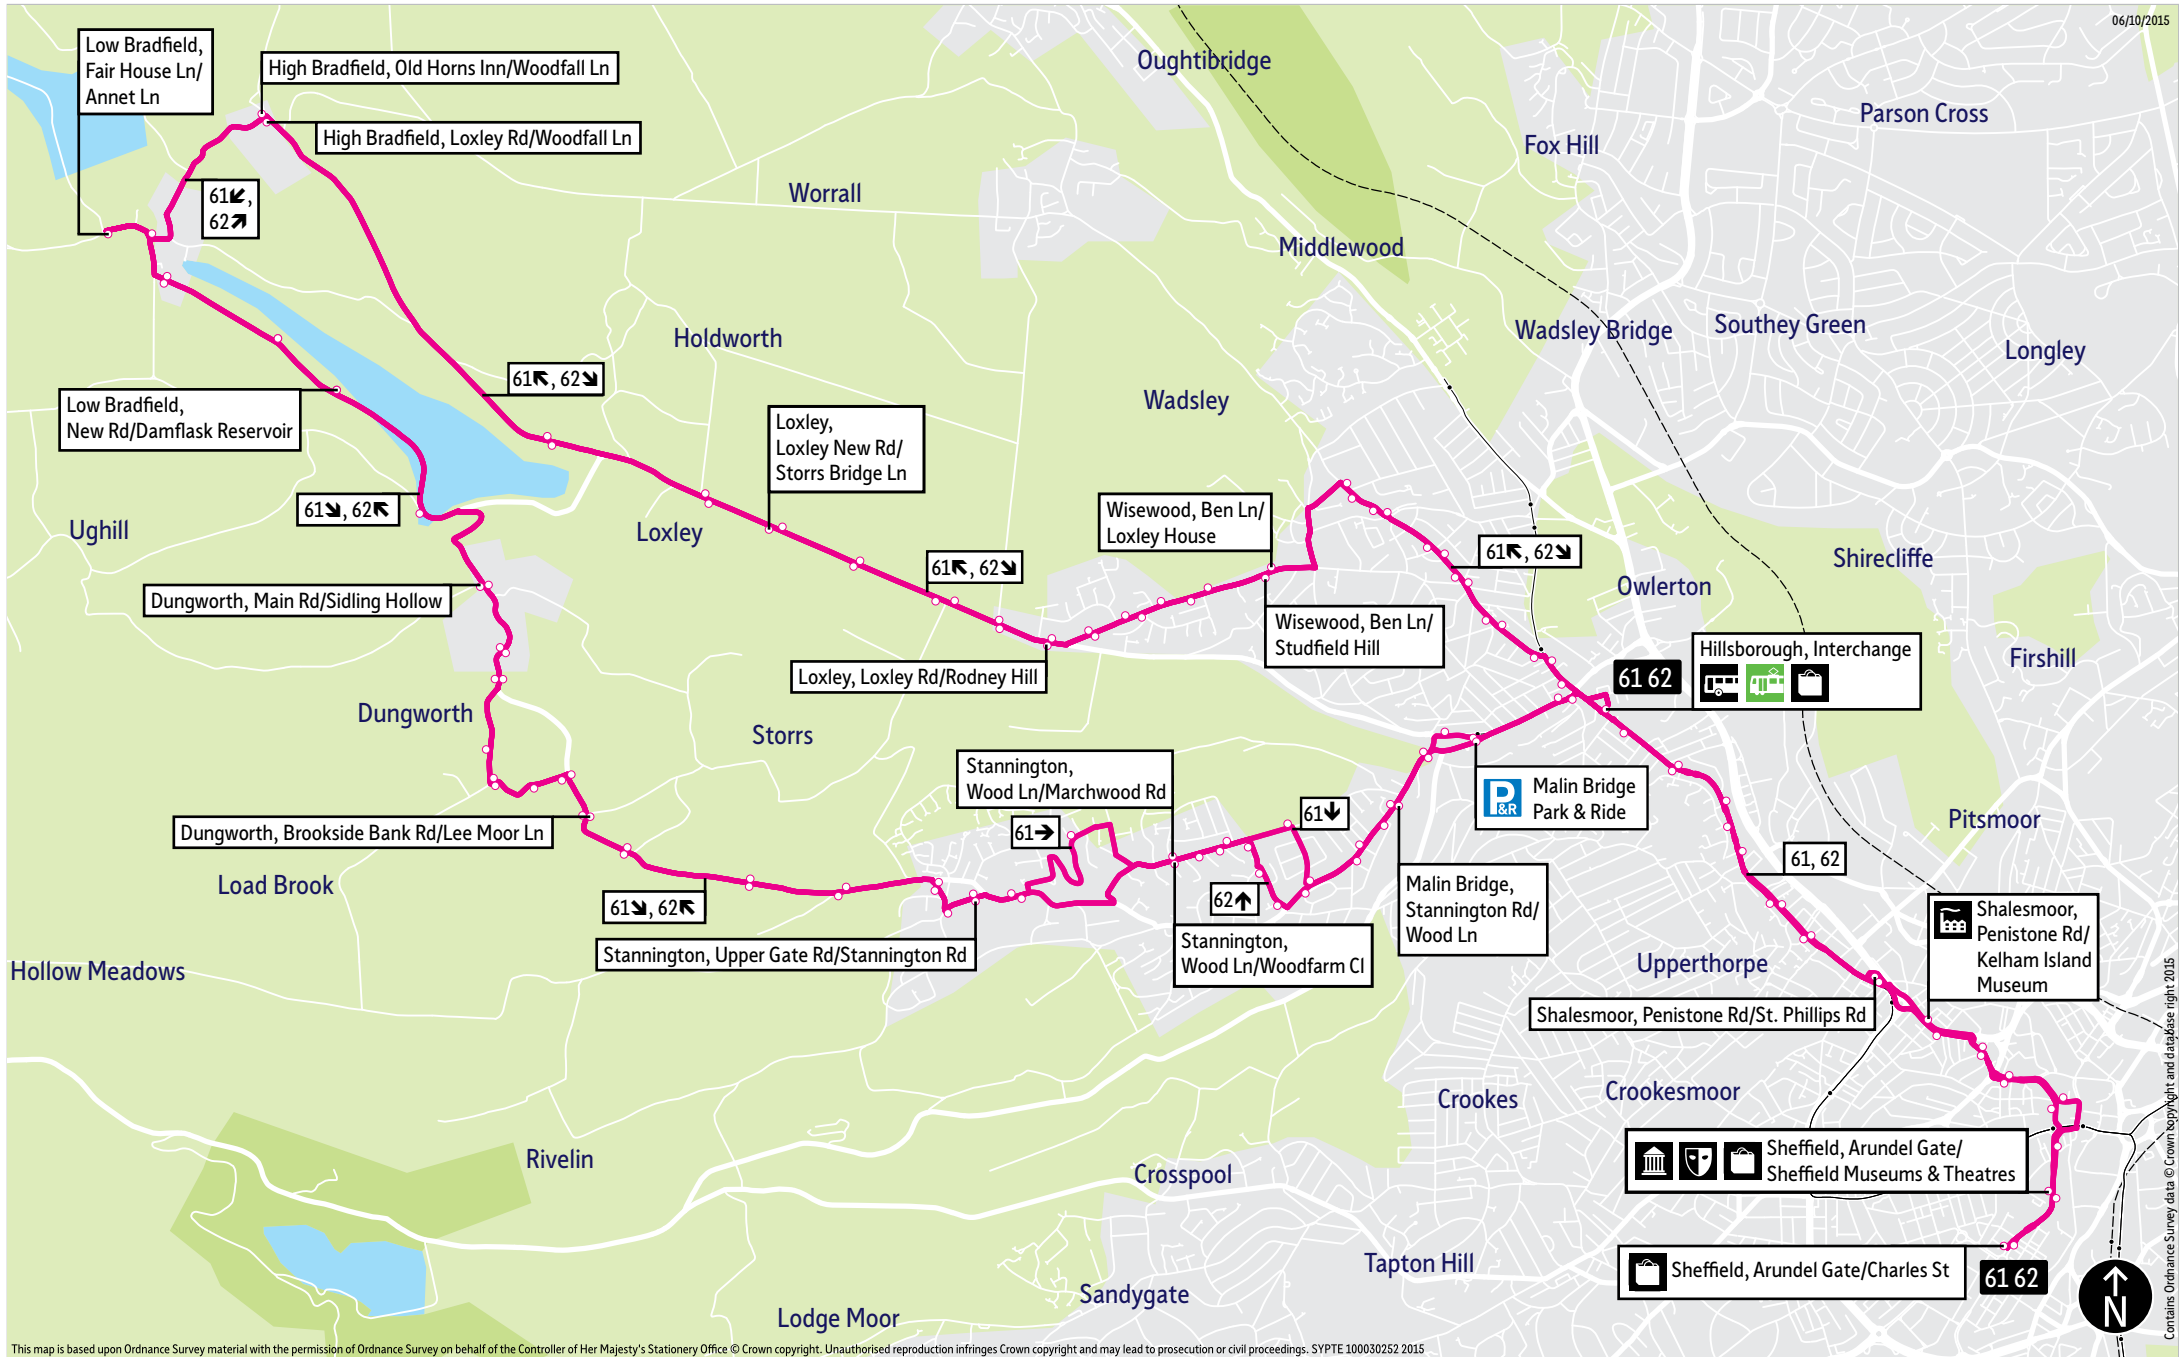 06/10/2015
Low Bradfield,
Fair House Ln/
Annet Ln
High Bradfield, Old Horns Inn/Woodfall Ln
High Bradfield, Loxley Rd/Woodfall Ln
61↙,
62↗
Oughtibridge
Parson Cross
Fox Hill
Worrall
Middlewood
Holdworth
Wadsley Bridge
Southey Green
Longley
61↖, 62↘
Wadsley
Low Bradfield,
New Rd/Damflask Reservoir
Loxley,
Loxley New Rd/
Storrs Bridge Ln
61↘, 62↖
Ughill
Loxley
Wisewood, Ben Ln/
Loxley House
61↖, 62↘
61↖, 62↘
Shirecliffe
Owlerton
Dungworth, Main Rd/Sidling Hollow
Wisewood, Ben Ln/
Studfield Hill
Loxley, Loxley Rd/Rodney Hill
61 62
Hillsborough, Interchange
Firshill
Dungworth
Storrs
Stannington,
Wood Ln/Marchwood Rd
P
&R
Malin Bridge
Park & Ride
Pitsmoor
61→
61↓
Dungworth, Brookside Bank Rd/Lee Moor Ln
61, 62
Load Brook
61↘, 62↖
62↑
Malin Bridge,
Stannington Rd/
Wood Ln
Shalesmoor,
Penistone Rd/
Kelham Island
Museum
Stannington, Upper Gate Rd/Stannington Rd
Stannington,
Wood Ln/Woodfarm Cl
Upperthorpe
Hollow Meadows
Shalesmoor, Penistone Rd/St. Phillips Rd
Crookes
Crookesmoor
Rivelin
Crosspool
Sheffield, Arundel Gate/
Sheffield Museums & Theatres
Tapton Hill
Sheffield, Arundel Gate/Charles St
61 62
Sandygate
Lodge Moor
N
This map is based upon Ordnance Survey material with the permission of Ordnance Survey on behalf of the Controller of Her Majesty's Stationery Office © Crown copyright. Unauthorised reproduction infringes Crown copyright and may lead to prosecution or civil proceedings. SYPTE 100030252 2015
Contains Ordnance Survey data © Crown copyright and database right 2015